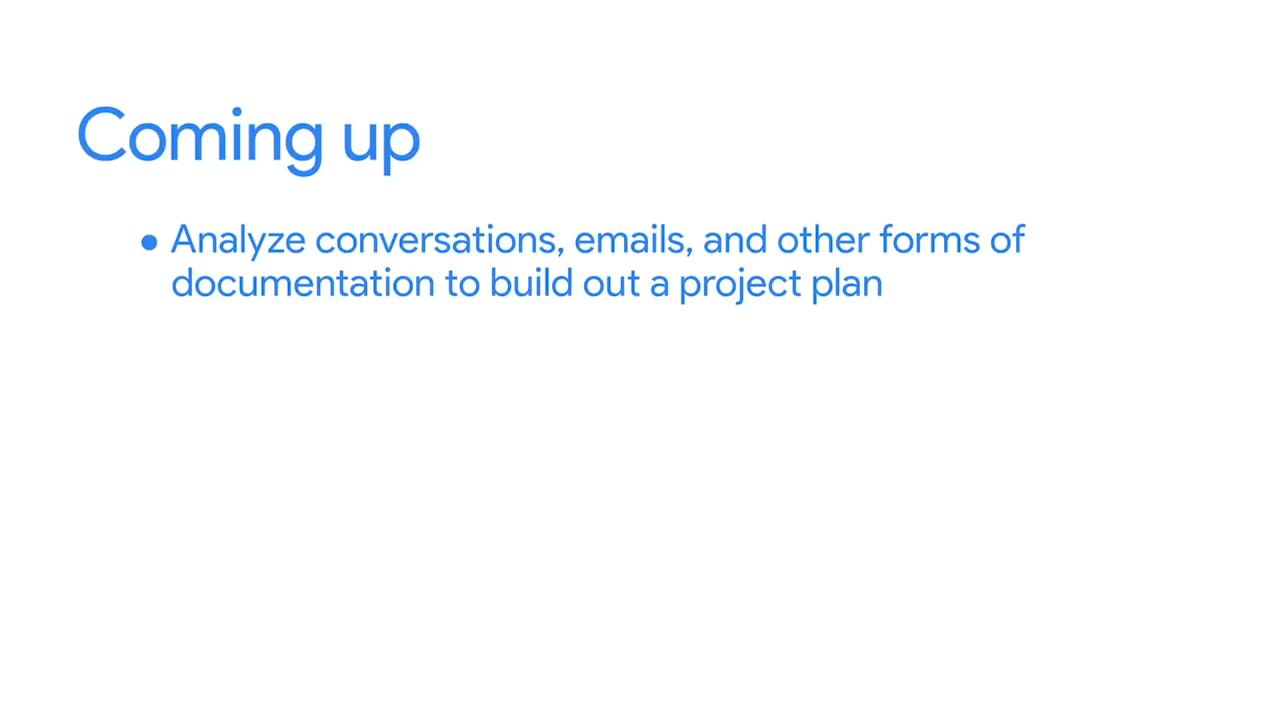 Coming up
● Analyze conversations, emails, and other forms of
documentation to build out a project plan